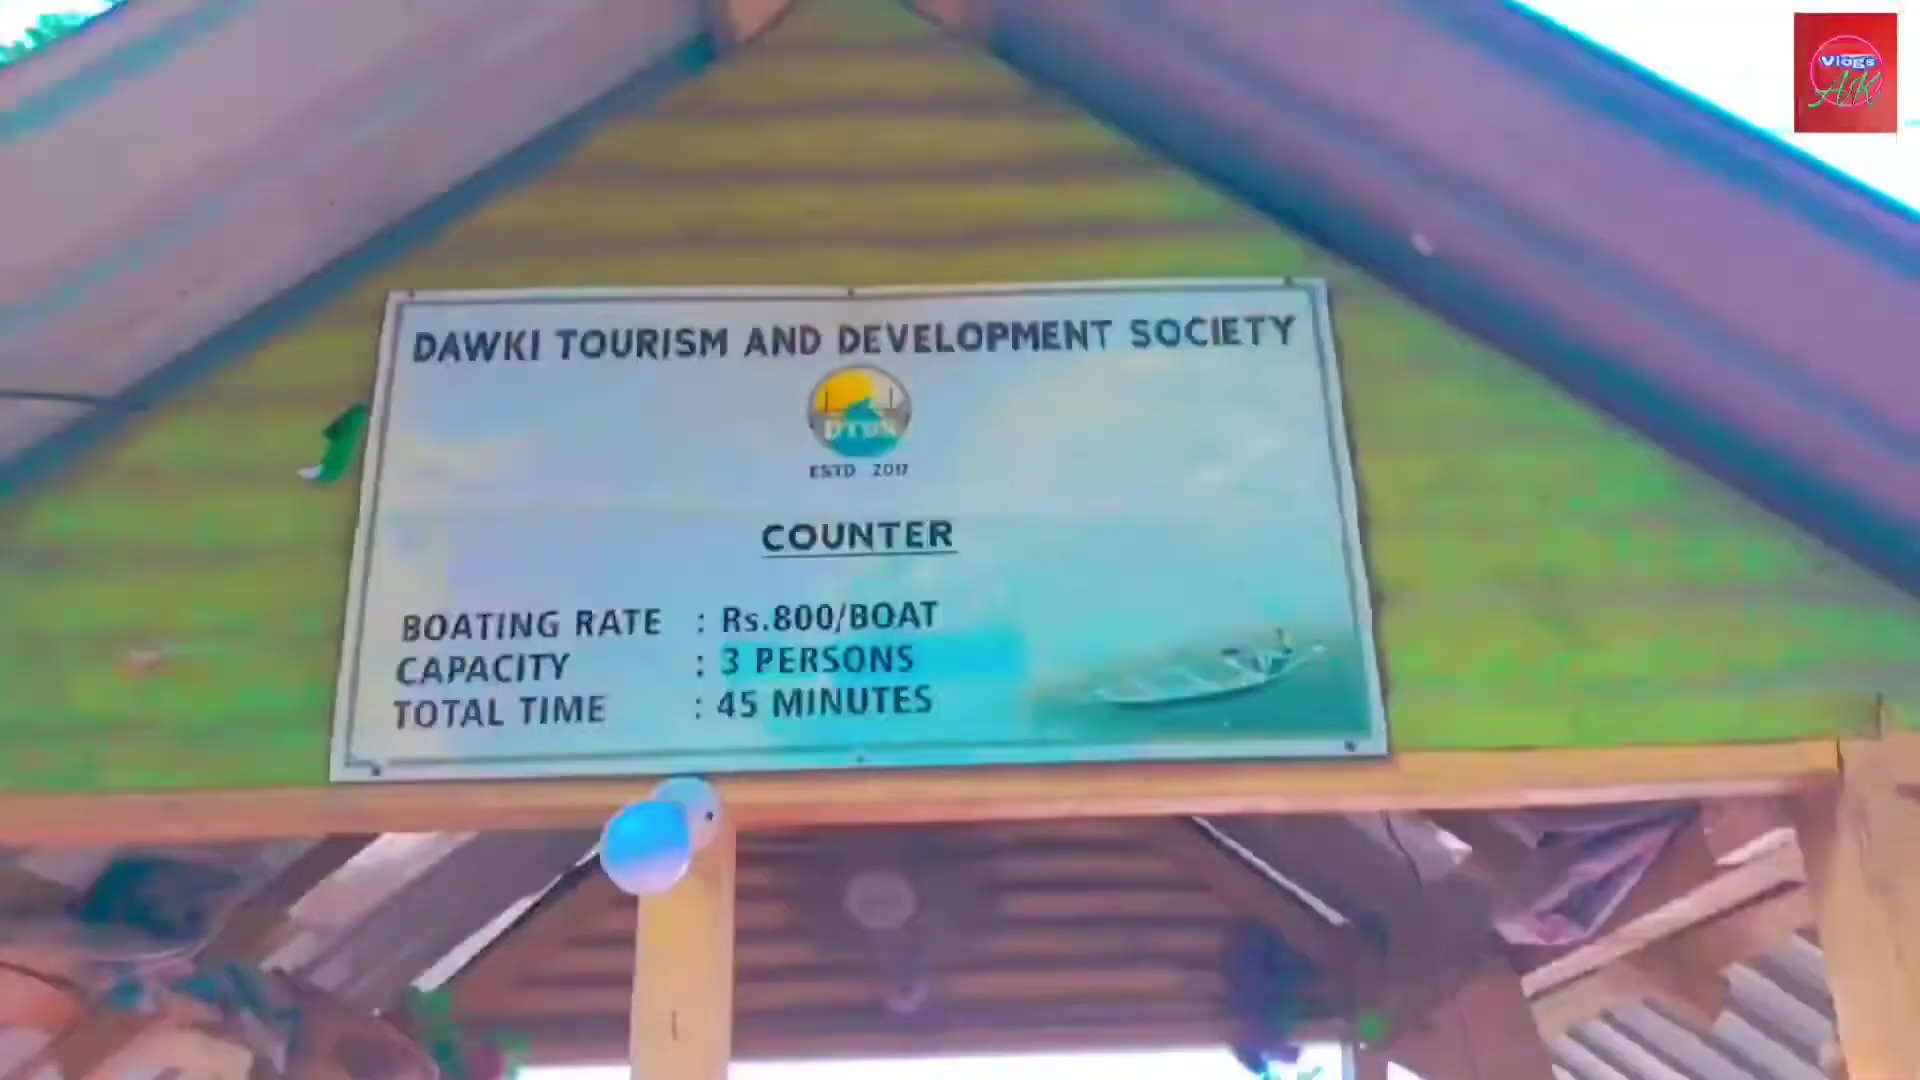 Vlogs
AK
DAWKI TOURISM AND DEVELOPMENT SOCIETY
DTDS
ESTD 2017
COUNTER
BOATING RATE : Rs.800/BOAT
CAPACITY : 3 PERSONS
TOTAL TIME : 45 MINUTES